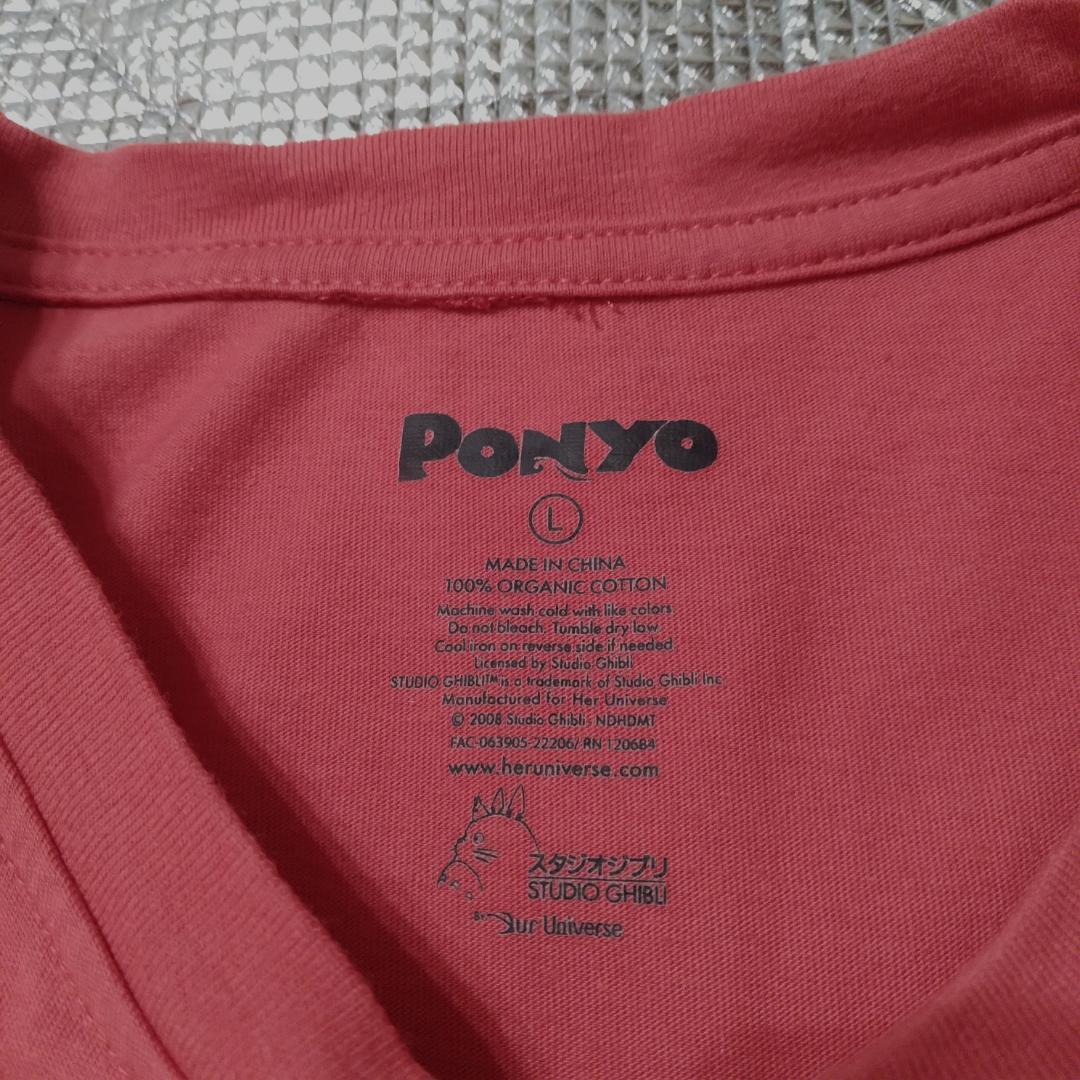 PONYO
L
MADE IN CHINA
100% ORGANIC COTTON
Machine wash cold with like colors.
Do not bleach. Tumble dry low.
Cool iron on reverse side if needed.
Licensed by Studio Ghibli
STUDIO GHIBLI™ is a trademark of Studio Ghibli Inc.
Manufactured for Her Universe
© 2008 Studio Ghibli - NDHDMT
FAC-063905-22206/ RN 120684
www.heruniverse.com
スタジオジブリ
STUDIO GHIBLI
BY Our Universe